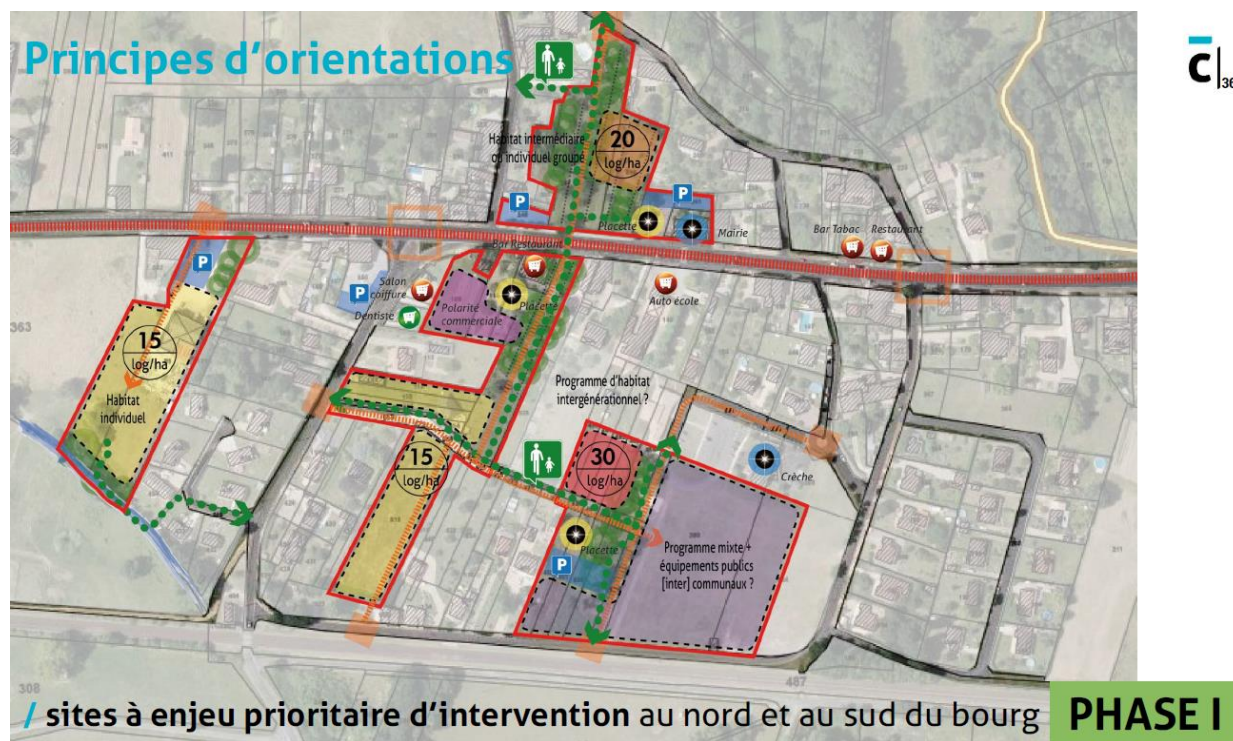 Principes d'orientations
c|36
Habitat intermédiaire
ou individuel groupé
20
log/ha
P
P
Placette
Mairie
Bar Tabac
Restaurant
Bar Restaurant
P
P
Salon
coiffure
Dentiste
Polarité
commerciale
Placette
Auto école
363
15
log/ha
Habitat
individuel
Programme d'habitat
intergénérationnel ?
15
log/ha
30
log/ha
Crèche
Placette
P
Programme mixte +
équipements publics
[inter] communaux ?
311
308
487
/ sites à enjeu prioritaire d'intervention au nord et au sud du bourg
PHASE I